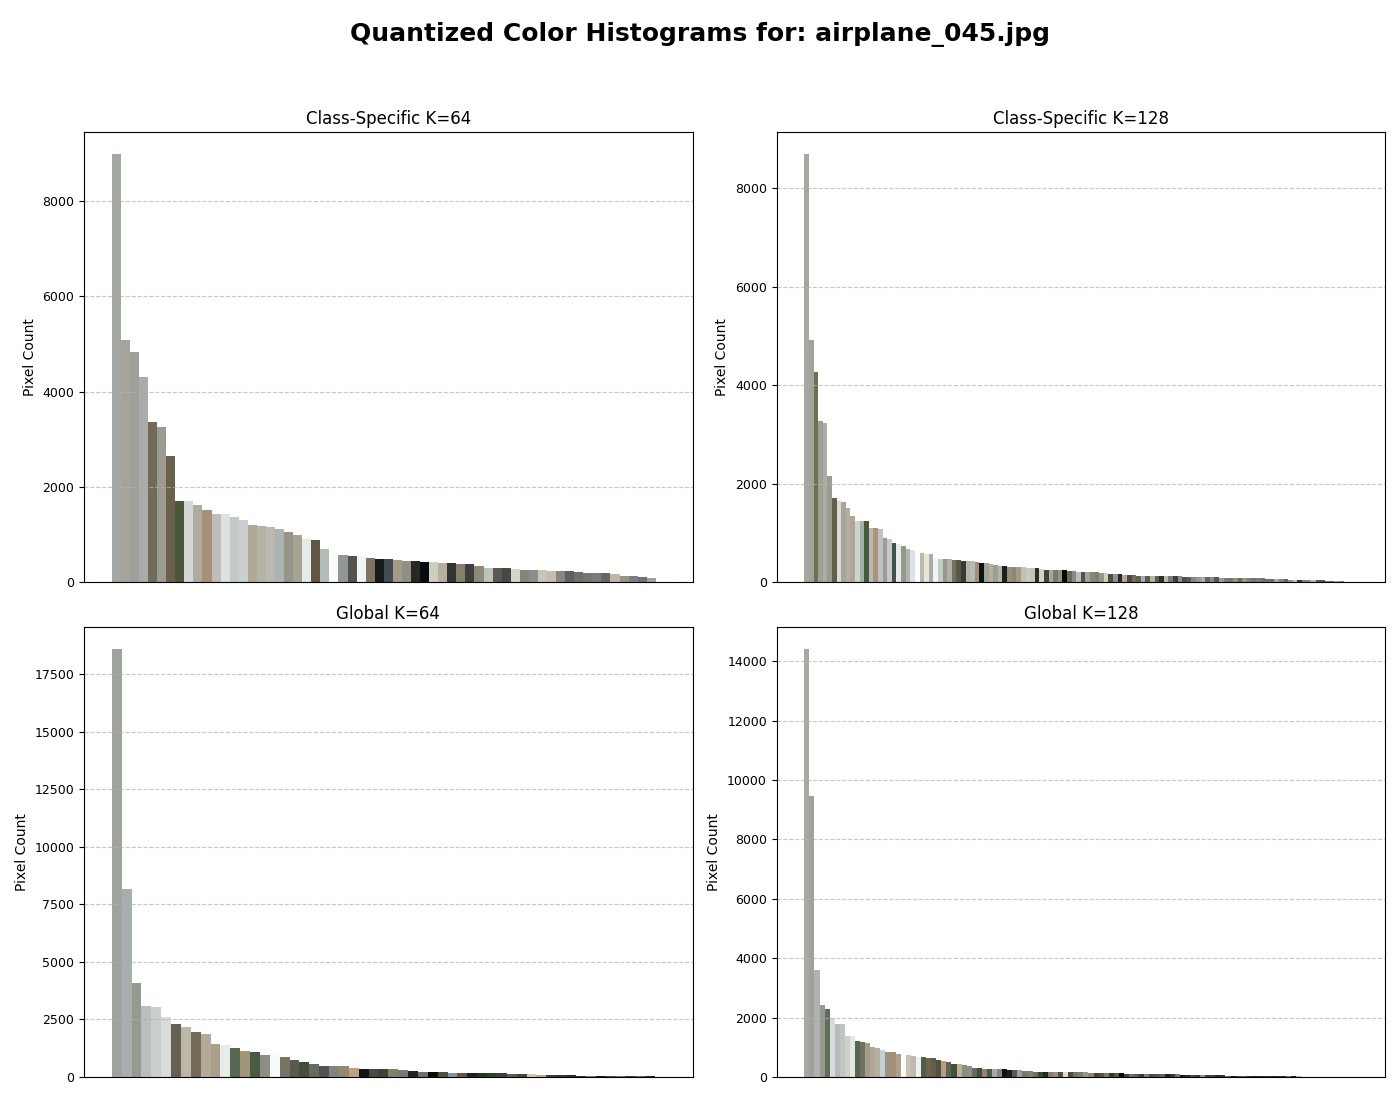 Quantized Color Histograms for: airplane_045.jpg
Class-Specific K=64
Pixel Count
8000
6000
4000
2000
0
Class-Specific K=128
Pixel Count
8000
6000
4000
2000
0
Global K=64
Pixel Count
17500
15000
12500
10000
7500
5000
2500
0
Global K=128
Pixel Count
14000
12000
10000
8000
6000
4000
2000
0